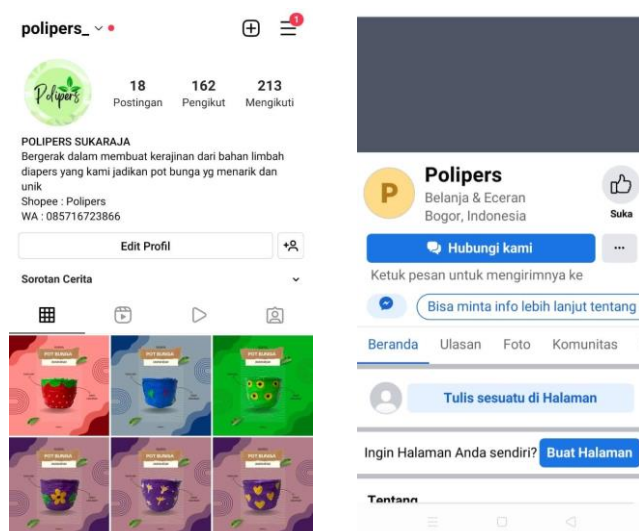 polipers_
1
Polipers
18
162
213
Postingan
Pengikut
Mengikuti
POLIPERS SUKARAJA
Bergerak dalam membuat kerajinan dari bahan limbah
diapers yang kami jadikan pot bunga yg menarik dan
unik
Shopee : Polipers
WA : 085716723866
Edit Profil
Sorotan Cerita
POT BUNGA
POT BUNGA
POT BUNGA
POT BUNGA
POT BUNGA
POT BUNGA
P
Polipers
Belanja & Eceran
Bogor, Indonesia
Suka
Hubungi kami
Ketuk pesan untuk mengirimnya ke
Bisa minta info lebih lanjut tentang
Beranda
Ulasan
Foto
Komunitas
Tulis sesuatu di Halaman
Ingin Halaman Anda sendiri?
Buat Halaman
Tentang